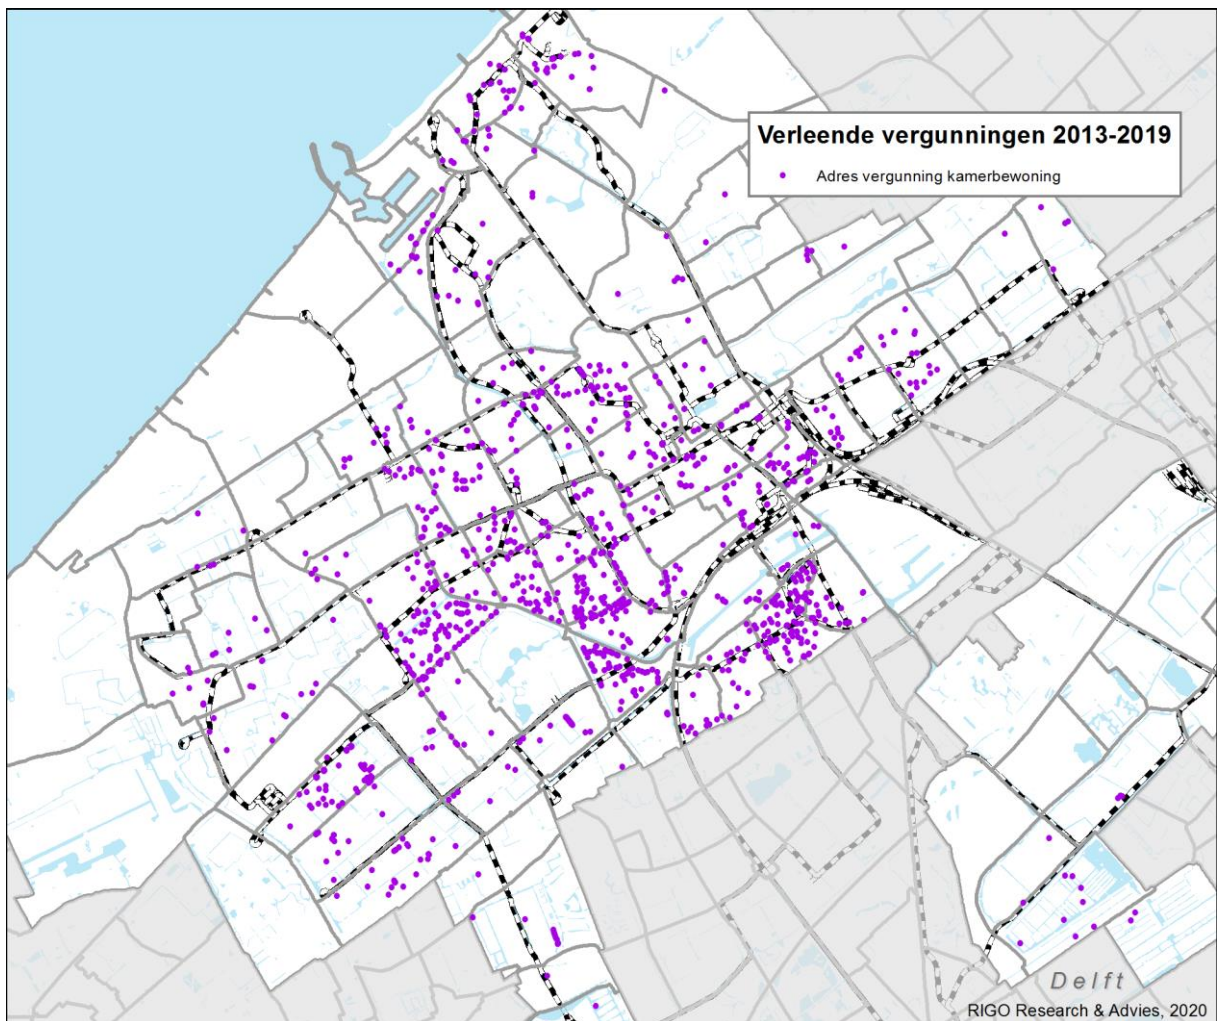 Verleende vergunningen 2013-2019
Adres vergunning kamerbewoning
Delft
RIGO Research & Advies, 2020